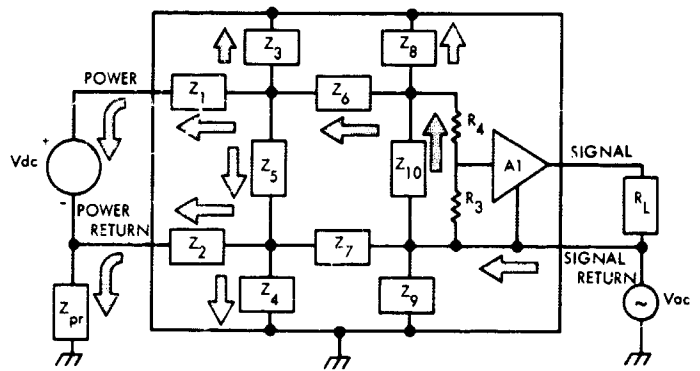 Z3
Z8
POWER
Z1
Z6
R4
+
Vdc
-
Z5
Z10
A1
SIGNAL
R3
RL
POWER
RETURN
Z2
Z7
SIGNAL
RETURN
Zpr
Z4
Z9
~
Vac